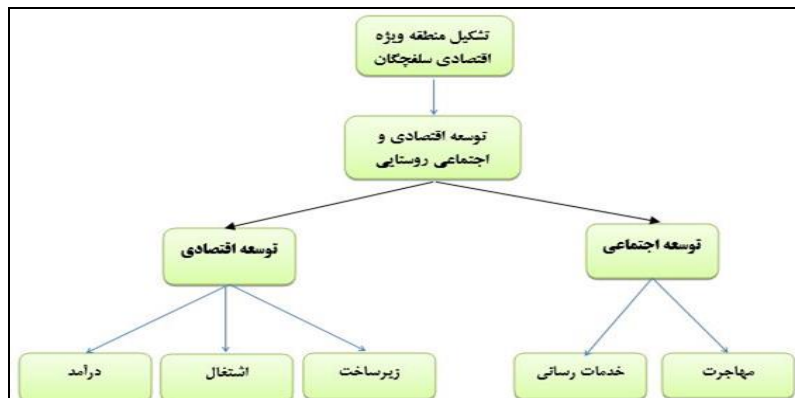 تشکیل منطقه ویژه
اقتصادی سلفچگان
توسعه اقتصادی و
اجتماعی روستایی
توسعه اجتماعی
توسعه اقتصادی
مهاجرت
خدمات رسانی
زیرساخت
اشتغال
درآمد